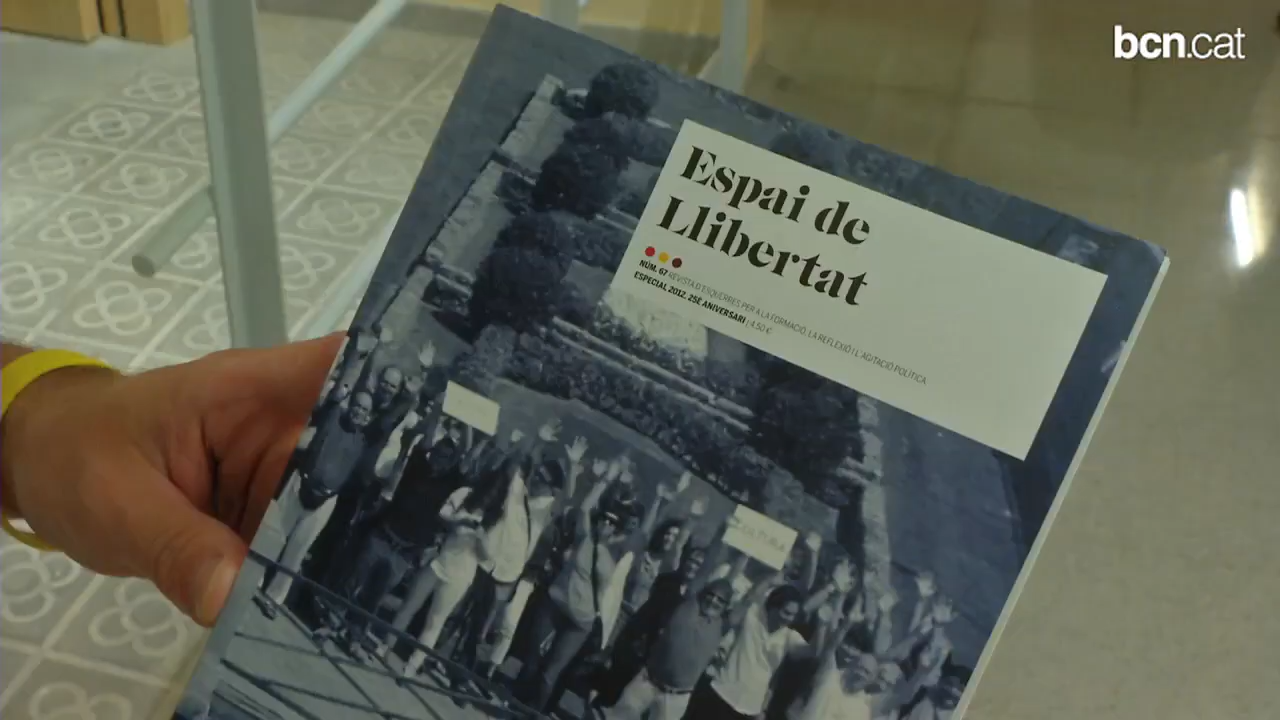 bcn.cat
Espai de
Llibertat
NÚM. 67 REVISTA D'ESQUERRES PER A LA FORMACIÓ, LA REFLEXIÓ I L'AGITACIÓ POLÍTICA
ESPECIAL 2012. 25È ANIVERSARI | 4,50 €